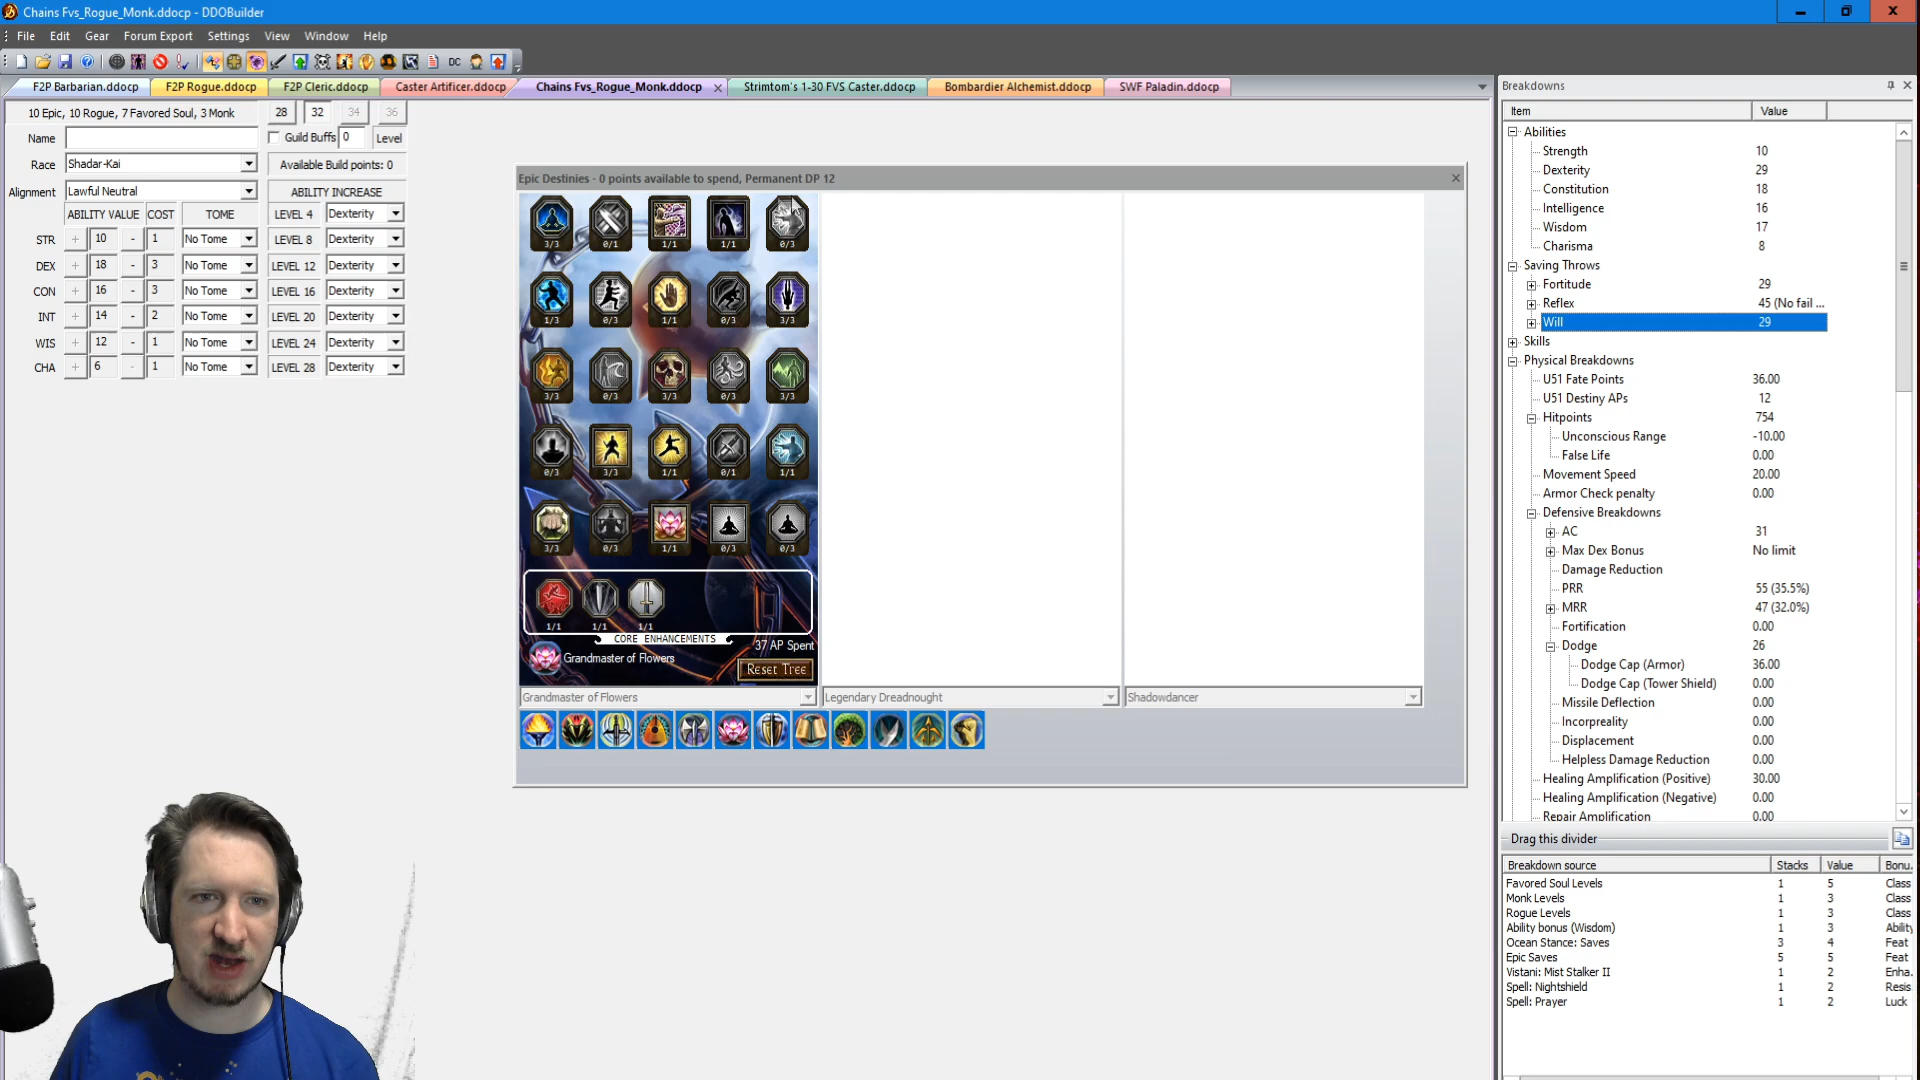 Chains Fvs_Rogue_Monk.ddocp - DDOBuilder
File Edit Gear Forum Export Settings View Window Help
DC
F2P Barbarian.ddocp F2P Rogue.ddocp F2P Cleric.ddocp Caster Artificer.ddocp Chains Fvs_Rogue_Monk.ddocp Strimtom's 1-30 FVS Caster.ddocp Bombardier Alchemist.ddocp SWF Paladin.ddocp
10 Epic, 10 Rogue, 7 Favored Soul, 3 Monk 28 32 34 36
Name Guild Buffs 0 Level
Race Shadar-Kai Available Build points: 0
Alignment Lawful Neutral ABILITY INCREASE
ABILITY VALUE COST TOME LEVEL 4 Dexterity
STR + 10 - 1 No Tome LEVEL 8 Dexterity
DEX + 18 - 3 No Tome LEVEL 12 Dexterity
CON + 16 - 3 No Tome LEVEL 16 Dexterity
INT + 14 - 2 No Tome LEVEL 20 Dexterity
WIS + 12 - 1 No Tome LEVEL 24 Dexterity
CHA + 6 - 1 No Tome LEVEL 28 Dexterity
Epic Destinies - 0 points available to spend, Permanent DP 12
3/3 0/1 1/1 1/1 0/3
1/3 0/3 1/1 0/3 3/3
3/3 0/3 3/3 0/3 3/3
0/3 3/3 1/1 0/1 1/1
3/3 0/3 1/1 0/3 0/3
1/1 1/1 1/1
CORE ENHANCEMENTS
37 AP Spent
Grandmaster of Flowers
Reset Tree
Grandmaster of Flowers Legendary Dreadnought Shadowdancer
Breakdowns
Item Value
Abilities
Strength 10
Dexterity 29
Constitution 18
Intelligence 16
Wisdom 17
Charisma 8
Saving Throws
Fortitude 29
Reflex 45 (No fail ...
Will 29
Skills
Physical Breakdowns
U51 Fate Points 36.00
U51 Destiny APs 12
Hitpoints 754
Unconscious Range -10.00
False Life 0.00
Movement Speed 20.00
Armor Check penalty 0.00
Defensive Breakdowns
AC 31
Max Dex Bonus No limit
Damage Reduction
PRR 55 (35.5%)
MRR 47 (32.0%)
Fortification 0.00
Dodge 26
Dodge Cap (Armor) 36.00
Dodge Cap (Tower Shield) 0.00
Missile Deflection 0.00
Incorpreality 0.00
Displacement 0.00
Helpless Damage Reduction 0.00
Healing Amplification (Positive) 30.00
Healing Amplification (Negative) 0.00
Repair Amplification 0.00
Drag this divider
Breakdown source Stacks Value Bonu.
Favored Soul Levels 1 5 Class
Monk Levels 1 3 Class
Rogue Levels 1 3 Class
Ability bonus (Wisdom) 1 3 Ability
Ocean Stance: Saves 3 4 Feat
Epic Saves 5 5 Feat
Vistani: Mist Stalker II 1 2 Enha.
Spell: Nightshield 1 2 Resis
Spell: Prayer 1 2 Luck